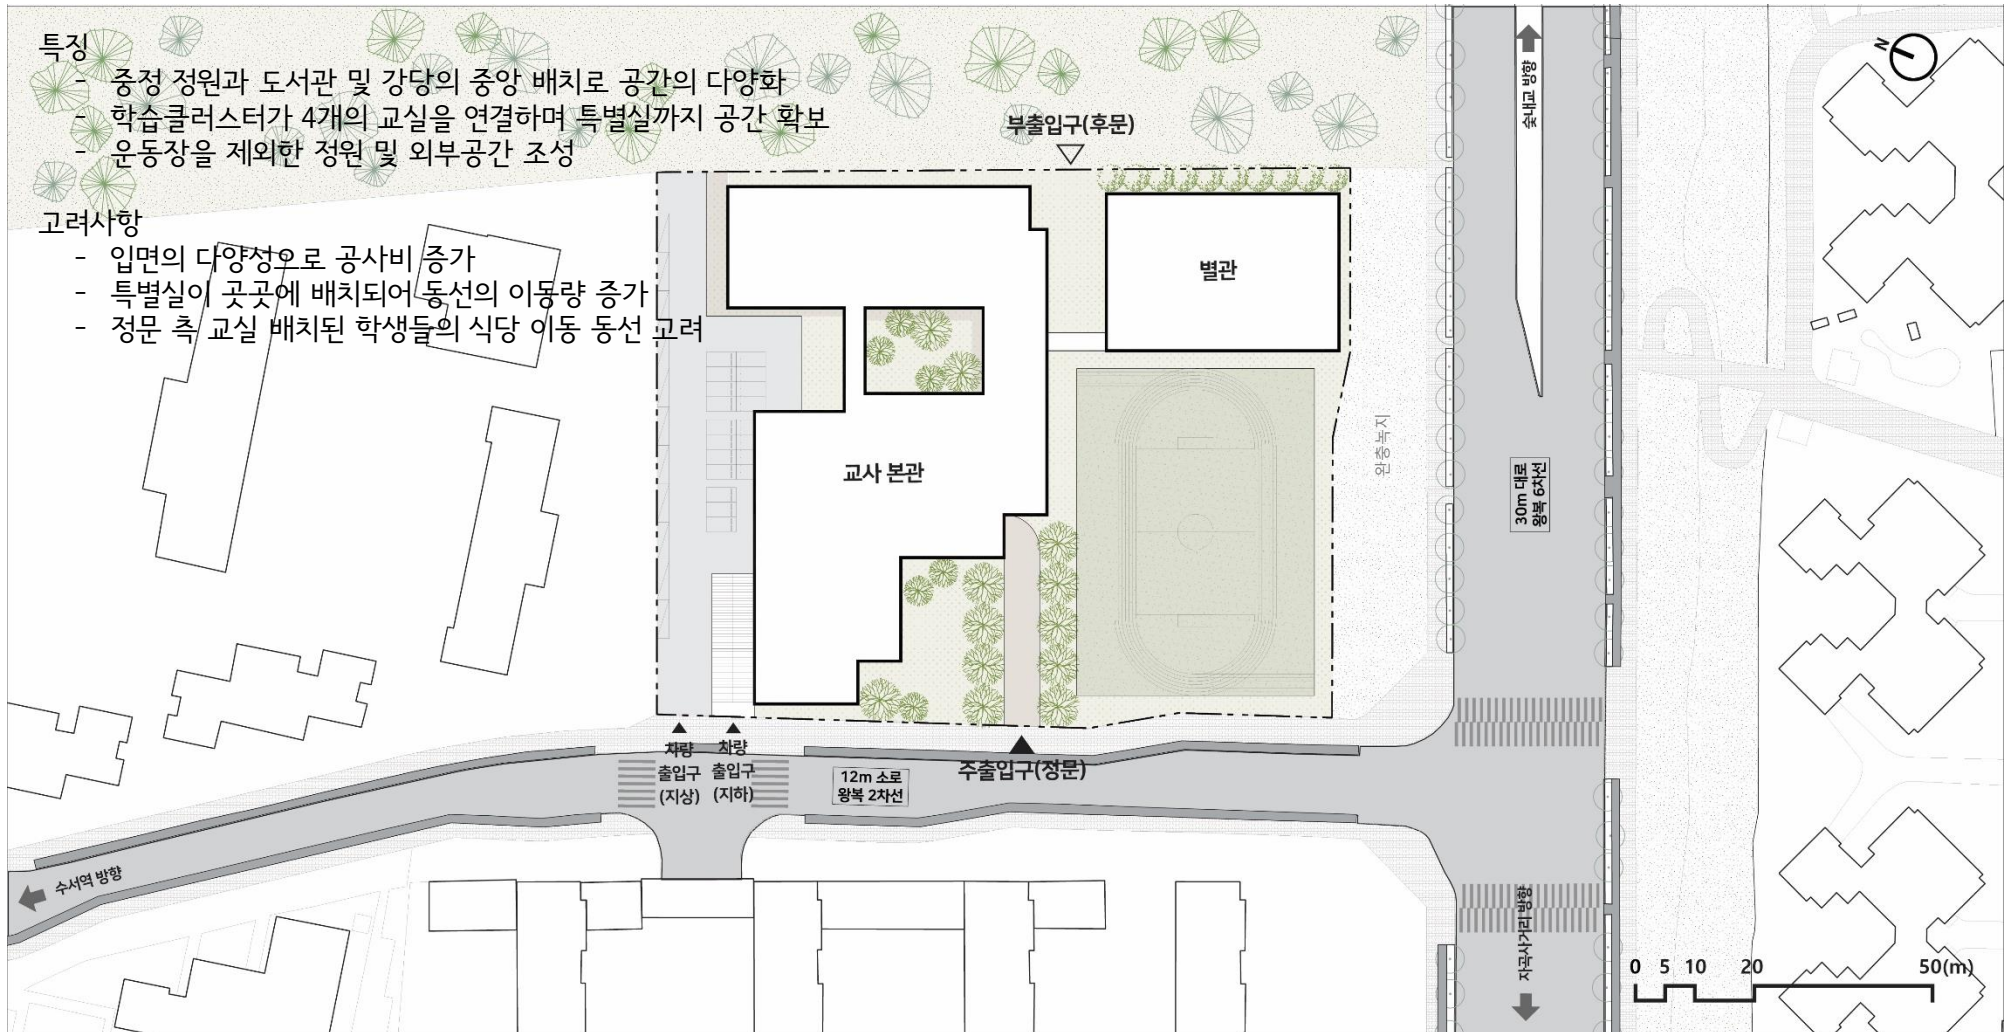 특징
- 중정 정원과 도서관 및 강당의 중앙 배치로 공간의 다양화
- 학습클러스터가 4개의 교실을 연결하며 특별실까지 공간 확보
- 운동장을 제외한 정원 및 외부공간 조성
고려사항
- 입면의 다양성으로 공사비 증가
- 특별실이 곳곳에 배치되어 동선의 이동량 증가
- 정문 측 교실 배치된 학생들의 식당 이동 동선 고려
부출입구(후문)
별관
교사 본관
완충녹지
숯내교 방향
N
30m 대로
왕복 6차선
차량
출입구
(지상)
차량
출입구
(지하)
12m 소로
왕복 2차선
주출입구(정문)
수서역 방향
자곡사거리 방향
0 5 10 20 50(m)